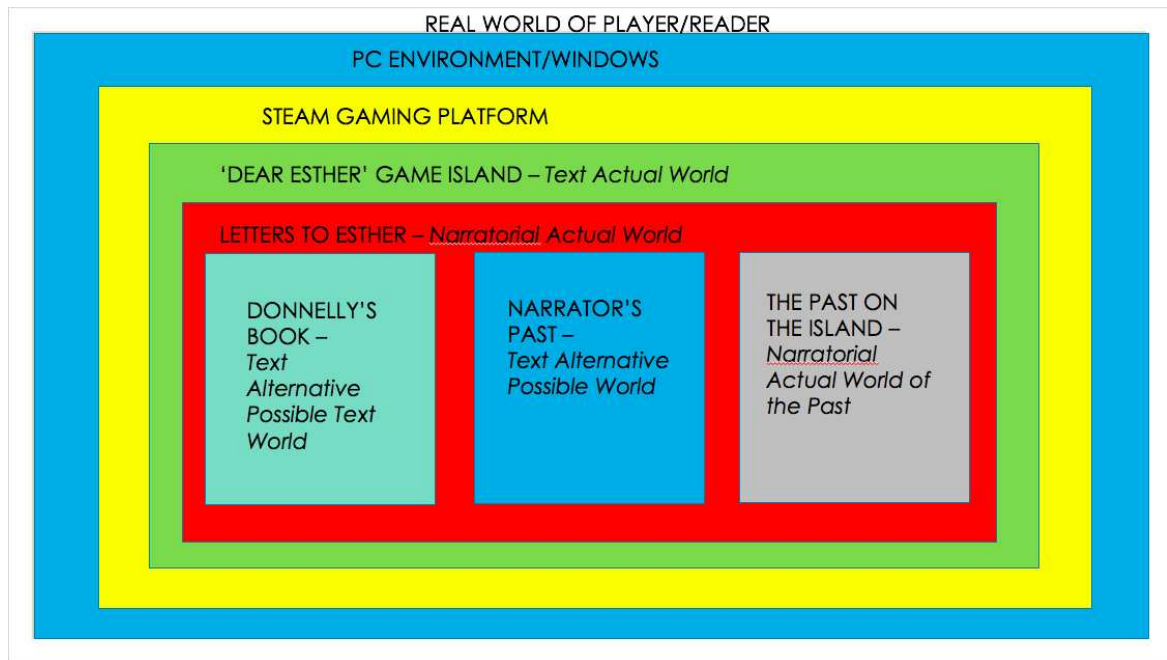 REAL WORLD OF PLAYER/READER
PC ENVIRONMENT/WINDOWS
STEAM GAMING PLATFORM
‘DEAR ESTHER’ GAME ISLAND – Text Actual World
LETTERS TO ESTHER – Narratorial Actual World
DONNELLY’S
BOOK –
Text
Alternative
Possible Text
World
NARRATOR’S
PAST –
Text Alternative
Possible World
THE PAST ON
THE ISLAND –
Narratorial
Actual World of
the Past